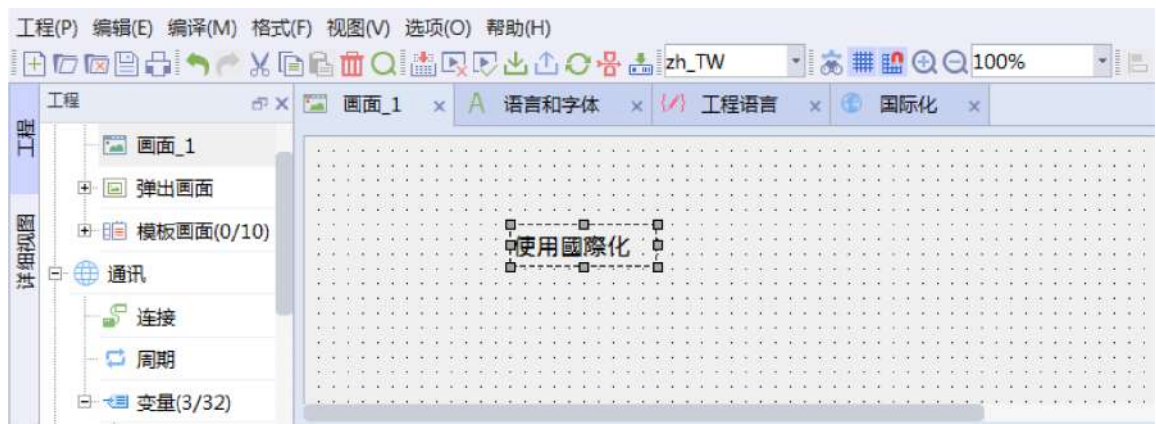 工程(P) 编辑(E) 编译(M) 格式(F) 视图(V) 选项(O) 帮助(H)
zh_TW 100%
工程
画面_1 语言和字体 工程语言 国际化
工程
详细视图
画面_1
弹出画面
模板画面(0/10)
通讯
连接
周期
变量(3/32)
使用國際化